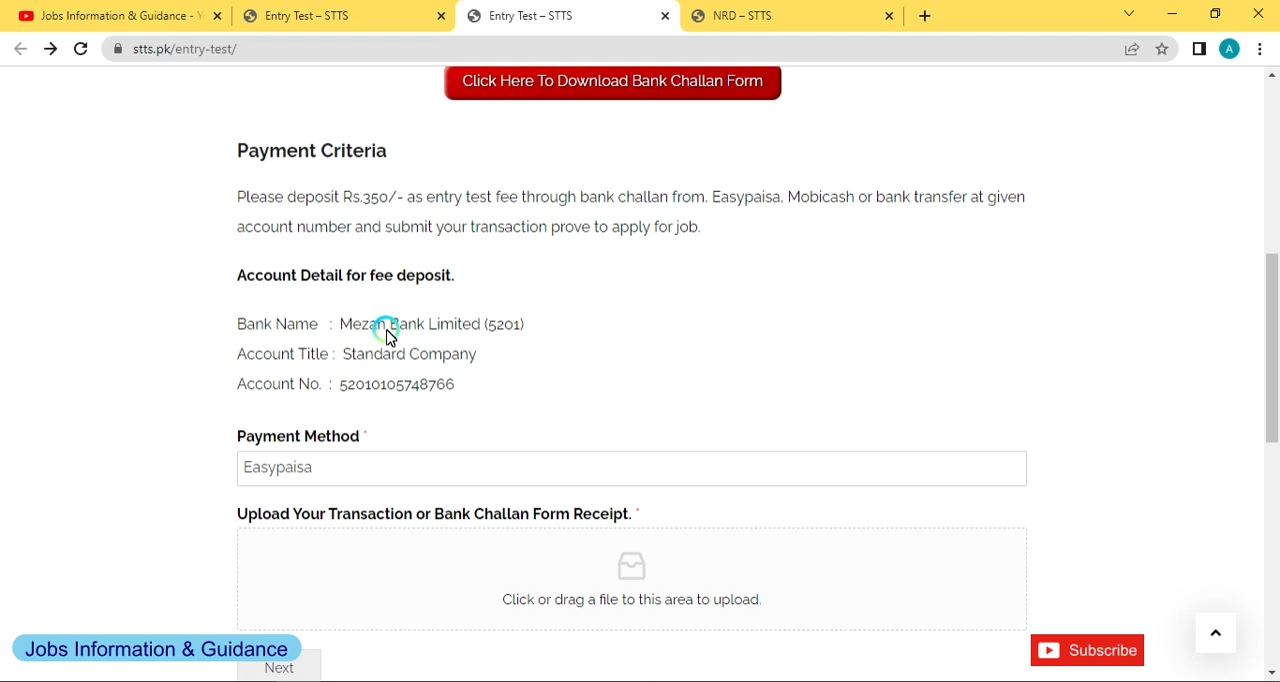 Jobs Information & Guidance - Y
Entry Test – STTS
Entry Test – STTS
NRD – STTS
stts.pk/entry-test/
A
Click Here To Download Bank Challan Form
Payment Criteria
Please deposit Rs.350/- as entry test fee through bank challan from, Easypaisa, Mobicash or bank transfer at given
account number and submit your transaction prove to apply for job.
Account Detail for fee deposit.
Bank Name : Mezan Bank Limited (5201)
Account Title : Standard Company
Account No. : 52010105748766
Payment Method *
Easypaisa
Upload Your Transaction or Bank Challan Form Receipt. *
Click or drag a file to this area to upload.
Jobs Information & Guidance
Subscribe
Next